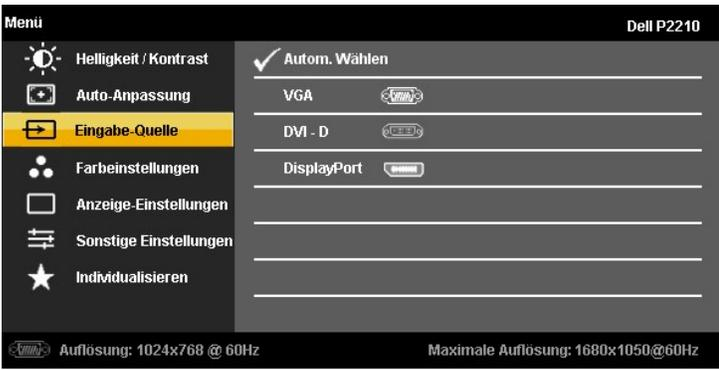 Menü Dell P2210
Helligkeit / Kontrast Autom. Wählen
Auto-Anpassung VGA
Eingabe-Quelle DVI - D
Farbeinstellungen DisplayPort
Anzeige-Einstellungen
Sonstige Einstellungen
Individualisieren
Auflösung: 1024x768 @ 60Hz Maximale Auflösung: 1680x1050@60Hz